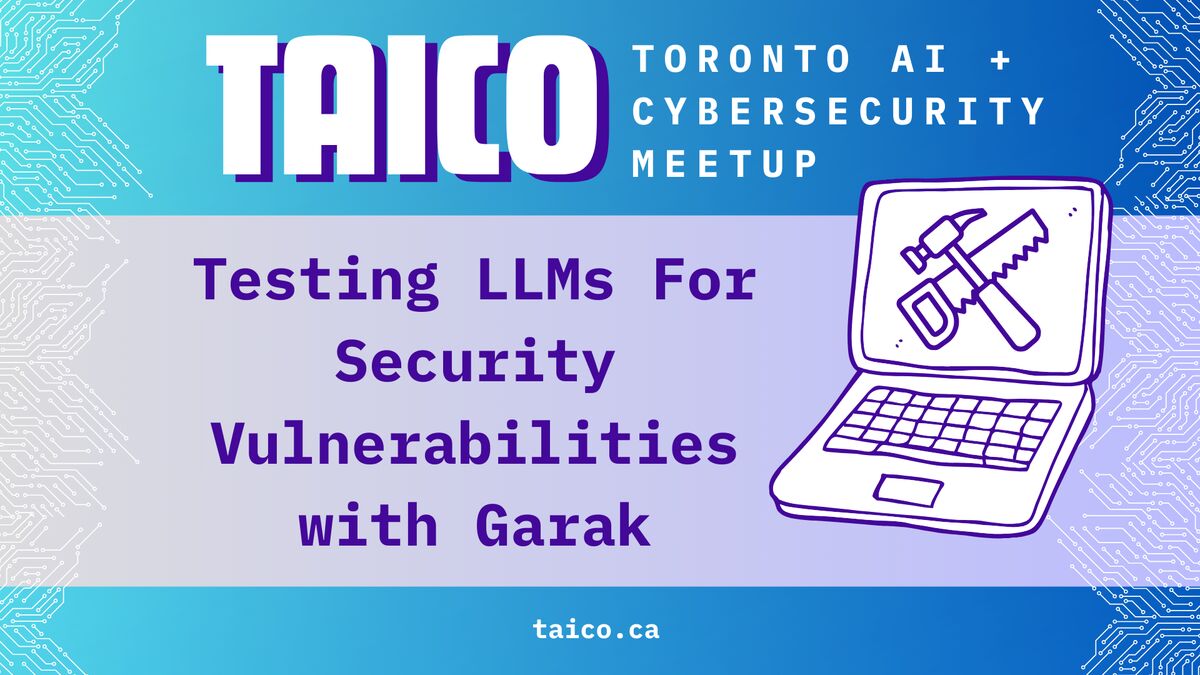 TAICO
TORONTO AI +
CYBERSECURITY
MEETUP
Testing LLMs For
Security
Vulnerabilities
with Garak
taico.ca